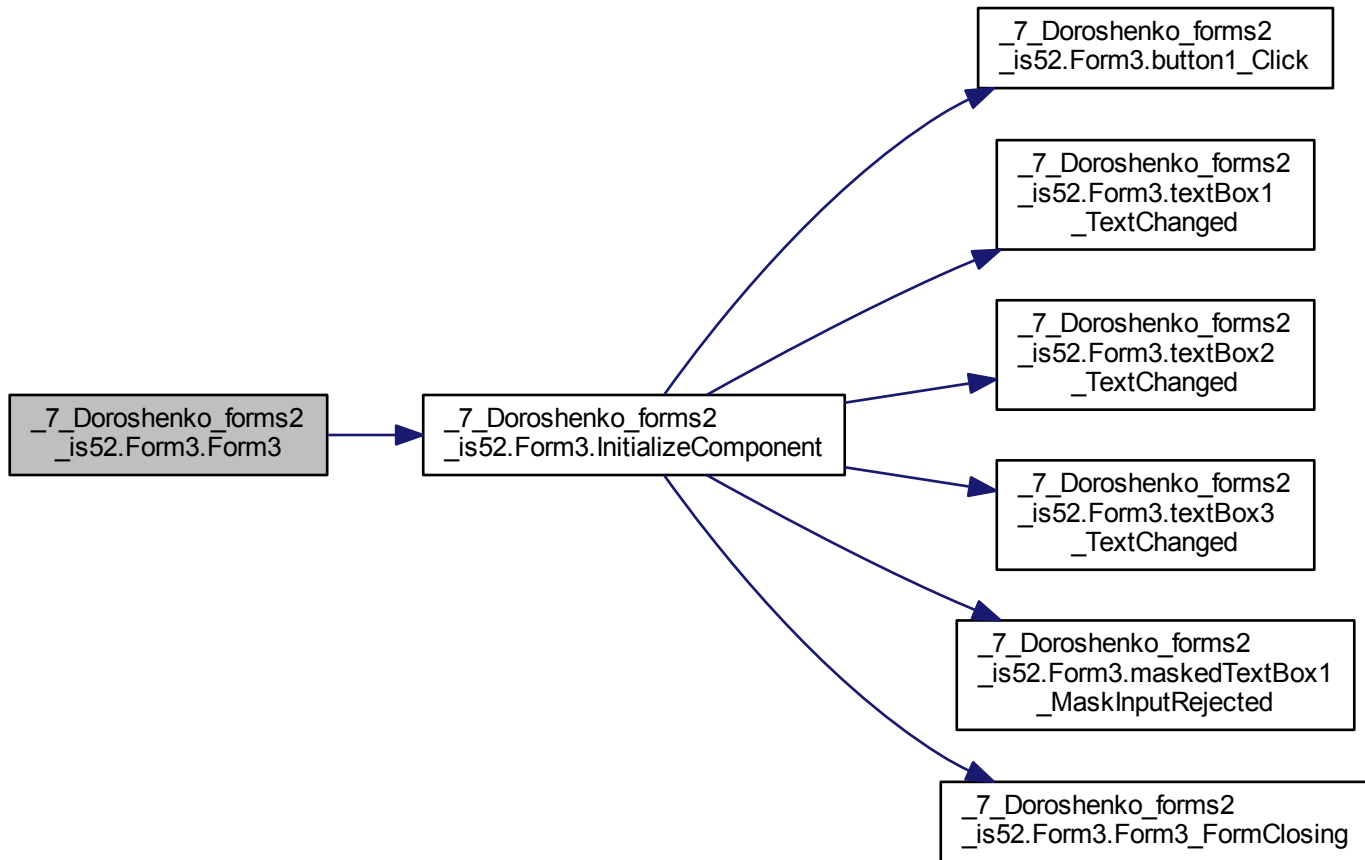 _7_Doroshenko_forms2
_is52.Form3.Form3
_7_Doroshenko_forms2
_is52.Form3.InitializeComponent
_7_Doroshenko_forms2
_is52.Form3.button1_Click
_7_Doroshenko_forms2
_is52.Form3.textBox1
_TextChanged
_7_Doroshenko_forms2
_is52.Form3.textBox2
_TextChanged
_7_Doroshenko_forms2
_is52.Form3.textBox3
_TextChanged
_7_Doroshenko_forms2
_is52.Form3.maskedTextBox1
_MaskInputRejected
_7_Doroshenko_forms2
_is52.Form3.Form3_FormClosing